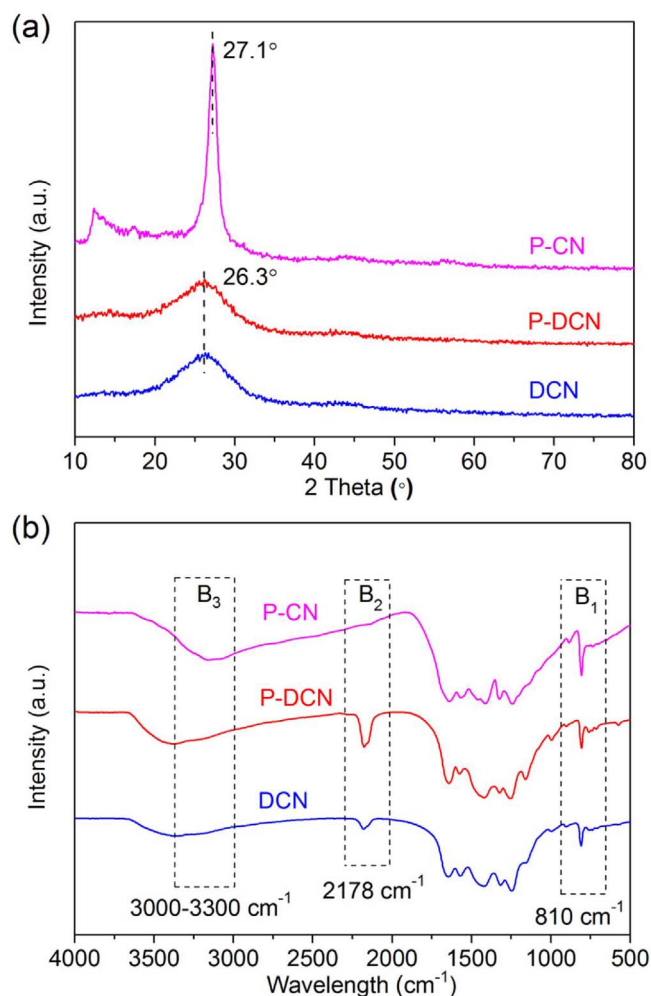 (a)
27.1°
P-CN
26.3°
P-DCN
DCN
Intensity (a.u.)
10 20 30 40 50 60 70 80
2 Theta (°)
(b)
B₃ B₂ B₁
P-CN
P-DCN
DCN
3000-3300 cm⁻¹
2178 cm⁻¹
810 cm⁻¹
Intensity (a.u.)
4000 3500 3000 2500 2000 1500 1000 500
Wavelength (cm⁻¹)